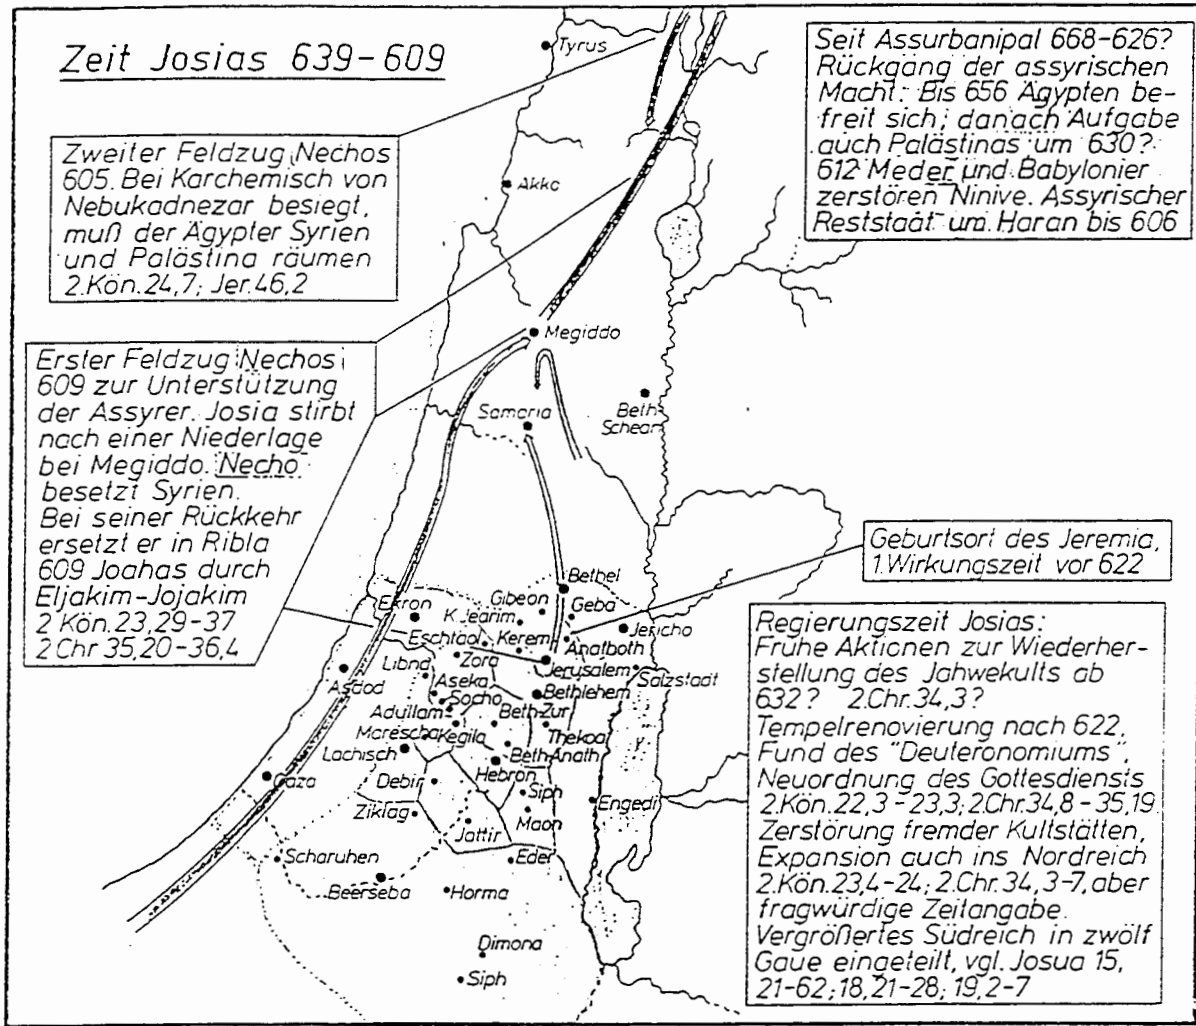 Zeit Josias 639-609
Seit Assurbanipal 668-626?
Rückgäng der assyrischen
Macht: Bis 656 Ägypten be-
freit sich; danach Aufgabe
auch Palästinas um 630?
612 Meder und Babylonier
zerstören Ninive. Assyrischer
Reststaat um Haran bis 606
Zweiter Feldzug Nechos
605. Bei Karchemisch von
Nebukadnezar besiegt,
muß der Ägypter Syrien
und Palästina räumen
2.Kön.24,7; Jer.46,2
Erster Feldzug Nechos
609 zur Unterstützung
der Assyrer. Josia stirbt
nach einer Niederlage
bei Megiddo. Necho
besetzt Syrien.
Bei seiner Rückkehr
ersetzt er in Ribla
609 Joahas durch
Eljakim-Jojakim
2 Kön.23,29-37
2 Chr 35,20-36,4
Geburtsort des Jeremia,
1.Wirkungszeit vor 622
Regierungszeit Josias:
Frühe Aktionen zur Wiederher-
stellung des Jahwekults ab
632? 2.Chr.34,3?
Tempelrenovierung nach 622,
Fund des "Deuteronomiums",
Neuordnung des Gottesdiensts
2.Kön.22,3-23,3; 2.Chr.34,8-35,19
Zerstörung fremder Kultstätten,
Expansion auch ins Nordreich
2.Kön.23,4-24; 2.Chr.34,3-7, aber
fragwürdige Zeitangabe.
Vergrößertes Südreich in zwölf
Gaue eingeteilt, vgl. Josua 15,
21-62; 18,21-28; 19,2-7
Tyrus
Akko
Megiddo
Beth
Schean
Samaria
Bethel
Gibeon
Geba
Ekron
K.Jearim
Jericho
Eschtaol
Kerem
Anathoth
Libna
Zora
Jerusalem
Salzstadt
Asdod
Aseka
Socho
Bethlehem
Adullam
Beth-Zur
Marescha
Kegila
Thekoa
Lachisch
Beth-Anath
Gaza
Debir
Hebron
Siph
Engedi
Ziklag
Jattir
Maon
Scharuhen
Eder
Beerseba
Horma
Dimona
Siph